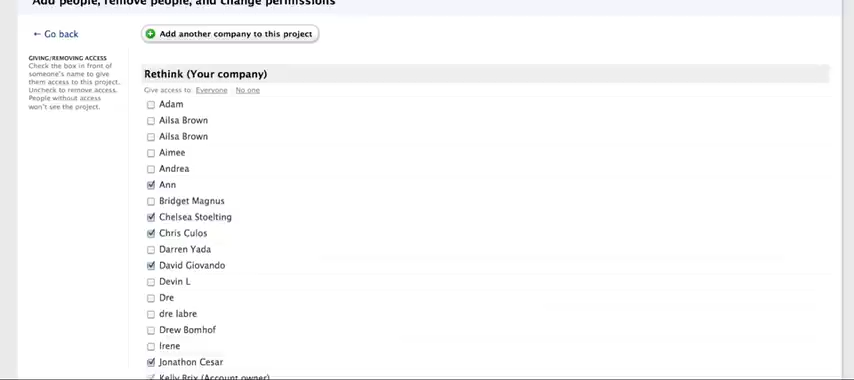 Add people, remove people, and change permissions
← Go back
Add another company to this project
GIVING/REMOVING ACCESS
Check the box in front of
someone's name to give
them access to this project.
Uncheck to remove access.
People without access
won't see the project.
Rethink (Your company)
Give access to: Everyone No one
Adam
Ailsa Brown
Ailsa Brown
Aimee
Andrea
Ann
Bridget Magnus
Chelsea Stoelting
Chris Culos
Darren Yada
David Giovando
Devin L
Dre
dre labre
Drew Bomhof
Irene
Jonathon Cesar
Kelly Brix (Account owner)